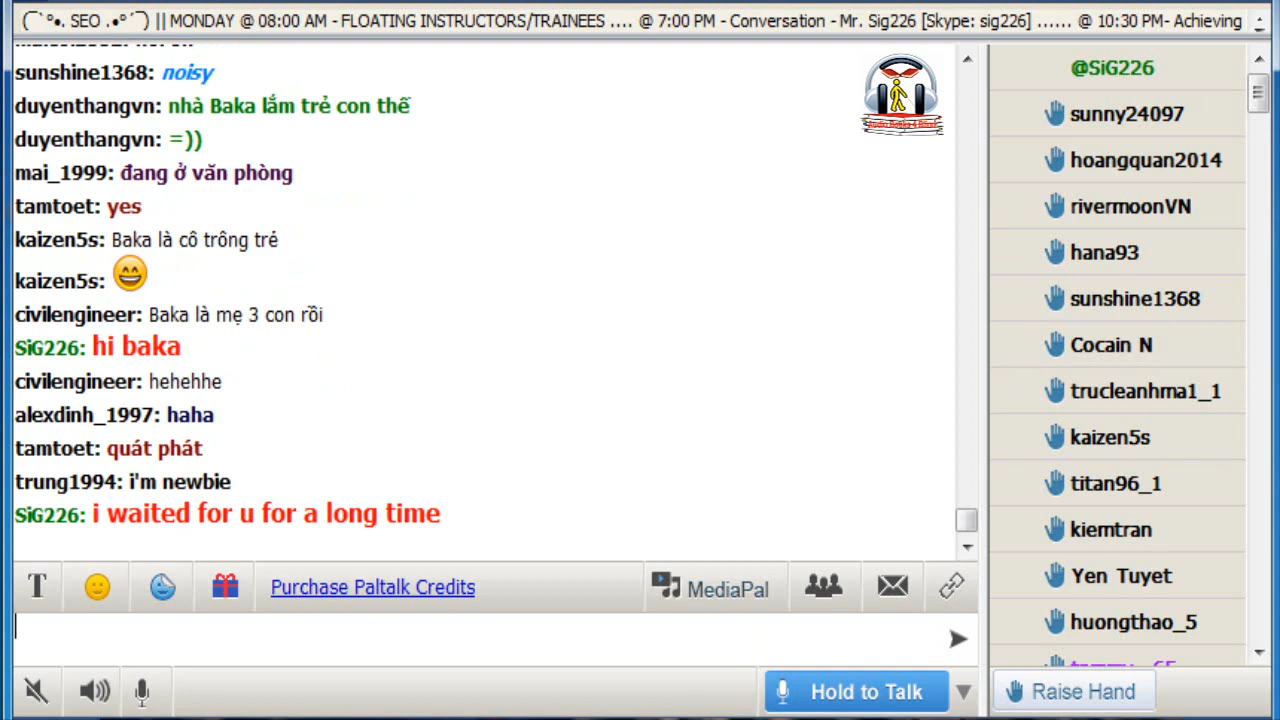 (¯`°•. SEO .•°´¯) || MONDAY @ 08:00 AM - FLOATING INSTRUCTORS/TRAINEES .... @ 7:00 PM - Conversation - Mr. Sig226 [Skype: sig226] ...... @ 10:30 PM- Achieving
sunshine1368: noisy
duyenthangvn: nhà Baka lắm trẻ con thế
duyenthangvn: =))
mai_1999: đang ở văn phòng
tamtoet: yes
kaizen5s: Baka là cô trông trẻ
kaizen5s: 😄
civilengineer: Baka là mẹ 3 con rồi
SiG226: hi baka
civilengineer: hehehhe
alexdinh_1997: haha
tamtoet: quát phát
trung1994: i'm newbie
SiG226: i waited for u for a long time
T
Purchase Paltalk Credits
MediaPal
Hold to Talk
@SiG226
sunny24097
hoangquan2014
rivermoonVN
hana93
sunshine1368
Cocain N
trucleanhma1_1
kaizen5s
titan96_1
kiemtran
Yen Tuyet
huongthao_5
Raise Hand